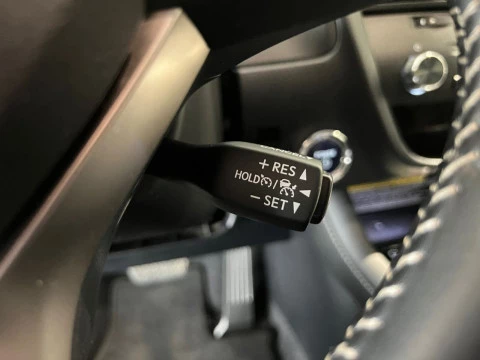 + RES ▲
HOLD / ◀
− SET ▼